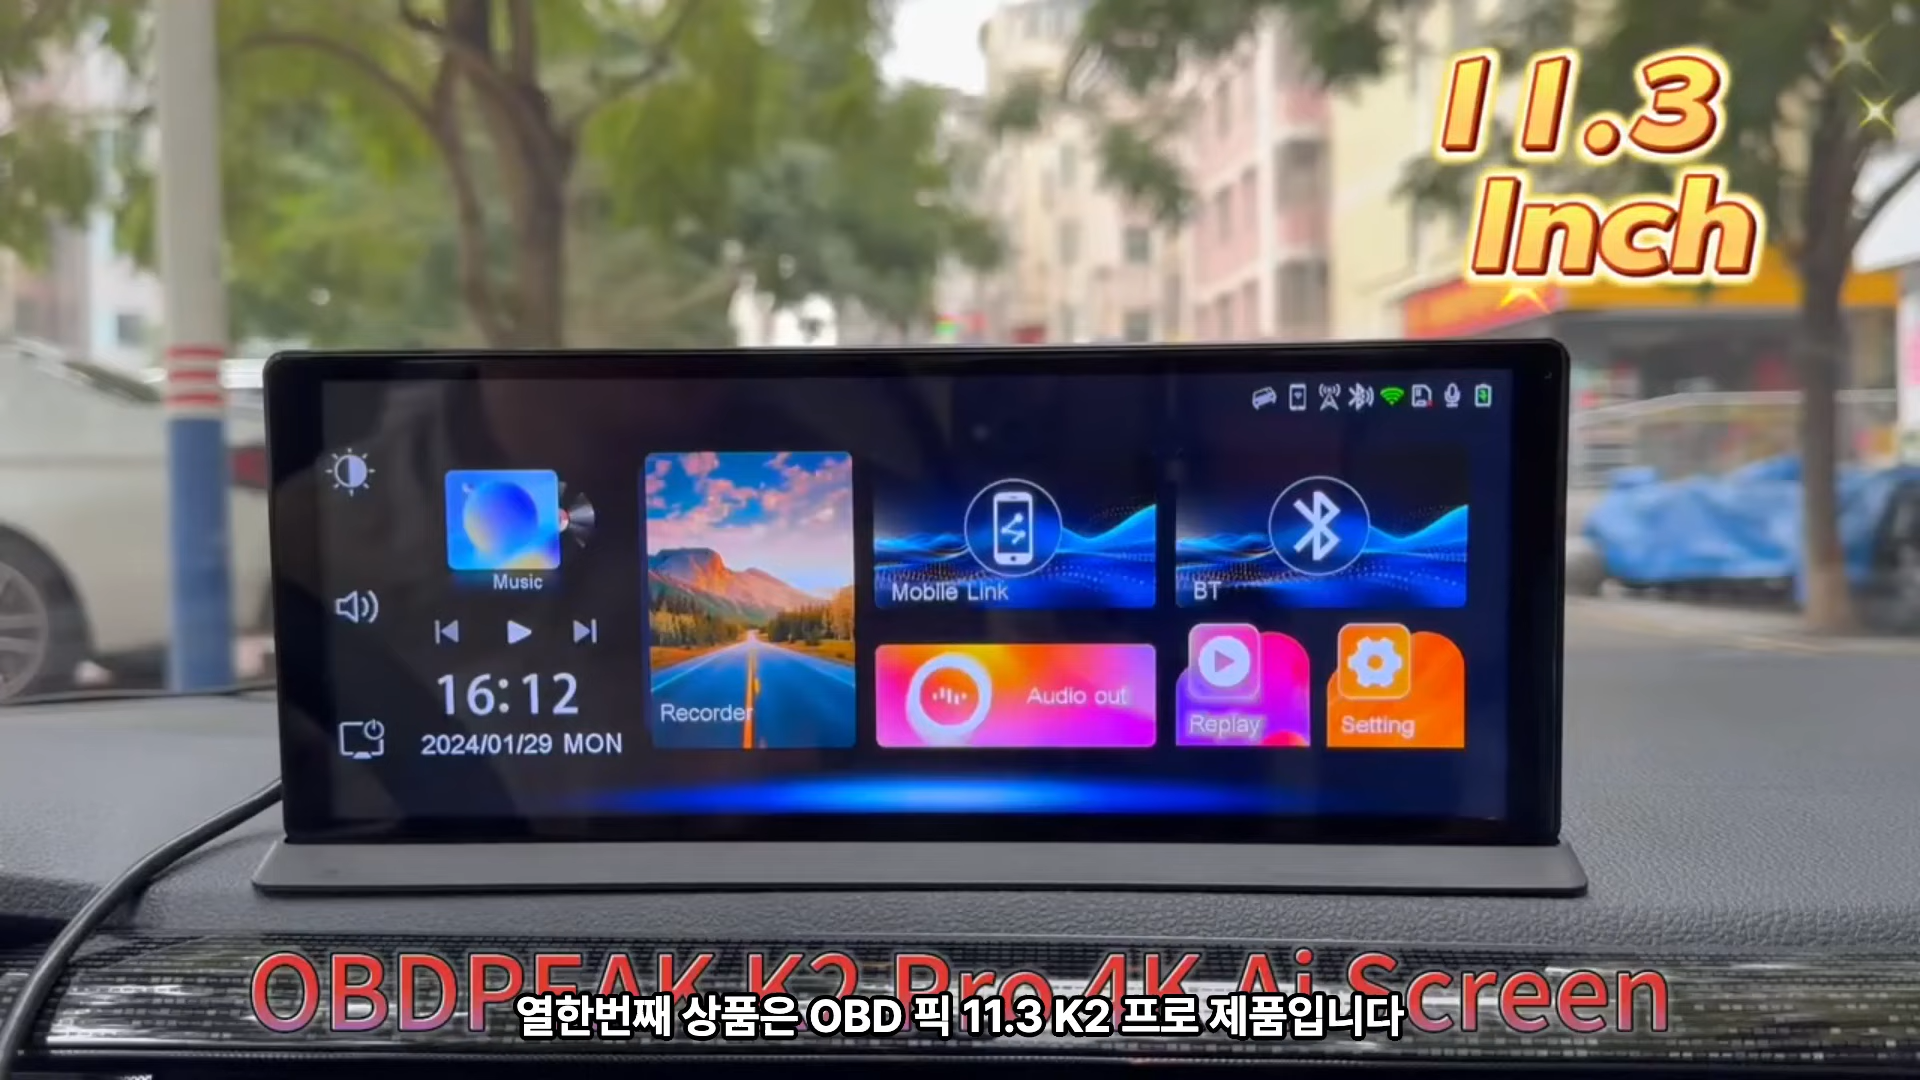 11.3
Inch
Music
16:12
2024/01/29 MON
Recorder
Mobile Link
BT
Audio out
Replay
Setting
OBDPEAK K2 Pro 4K Ai Screen
열한번째 상품은 OBD 픽 11.3 K2 프로 제품입니다